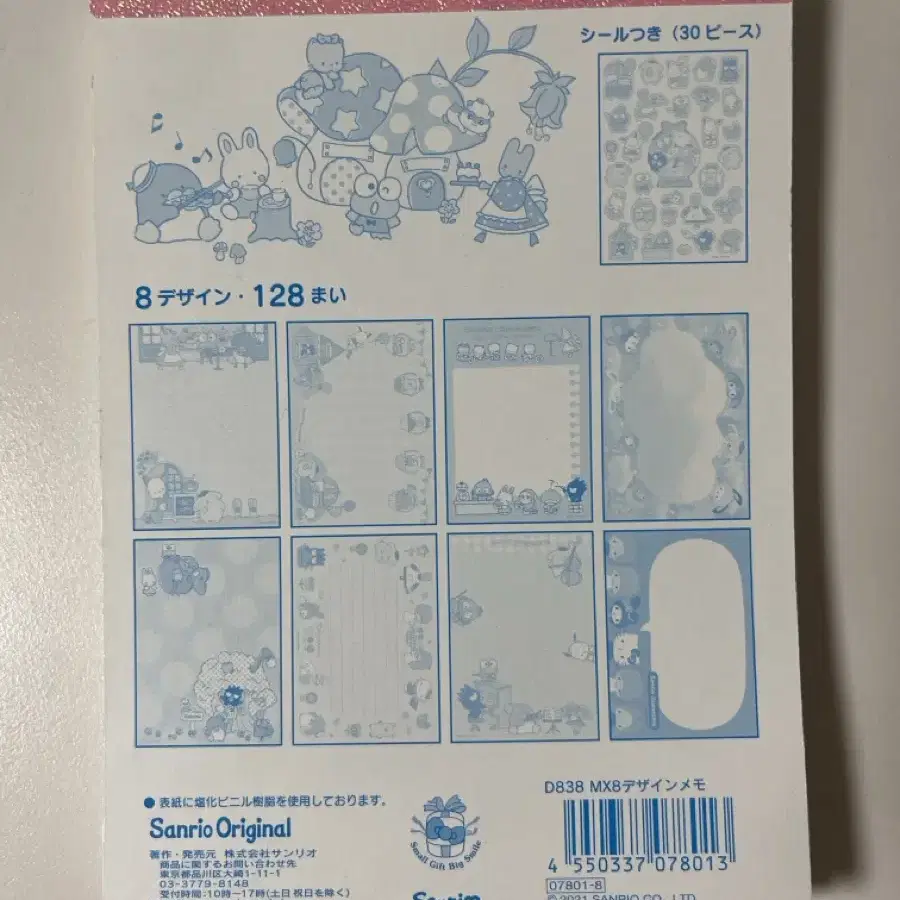 シールつき（30ピース）
8デザイン・128まい
● 表紙に塩化ビニル樹脂を使用しております。
Sanrio Original
著作・発売元 株式会社サンリオ
商品に関するお問い合わせ先
東京都品川区大崎1-11-1
03-3779-8148
受付時間:10時〜17時(土日祝日を除く)
Small Gift Big Smile
Sanrio
D838 MX8デザインメモ
4 550337 078013
07801-8
© 2021 SANRIO CO., LTD.